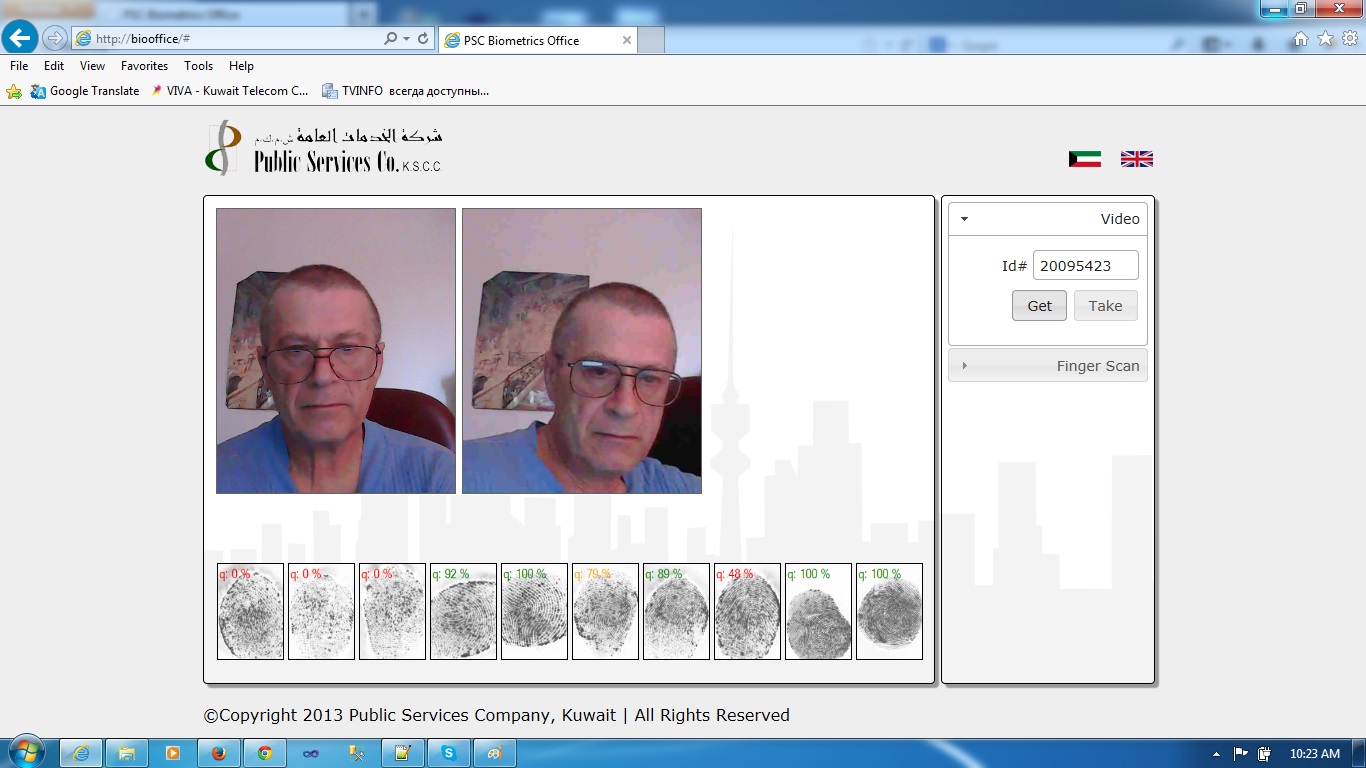 PSC Biometrics Office
http://biooffice/#
PSC Biometrics Office
File Edit View Favorites Tools Help
Google Translate VIVA - Kuwait Telecom C... TVINFO всегда доступны...
شركة الخدمات العامة ش.م.ك.م
Public Services Co. K.S.C.C.
Video
Id# 20095423
Get Take
Finger Scan
q: 0 % q: 0 % q: 0 % q: 92 % q: 100 % q: 79 % q: 89 % q: 48 % q: 100 % q: 100 %
©Copyright 2013 Public Services Company, Kuwait | All Rights Reserved
10:23 AM